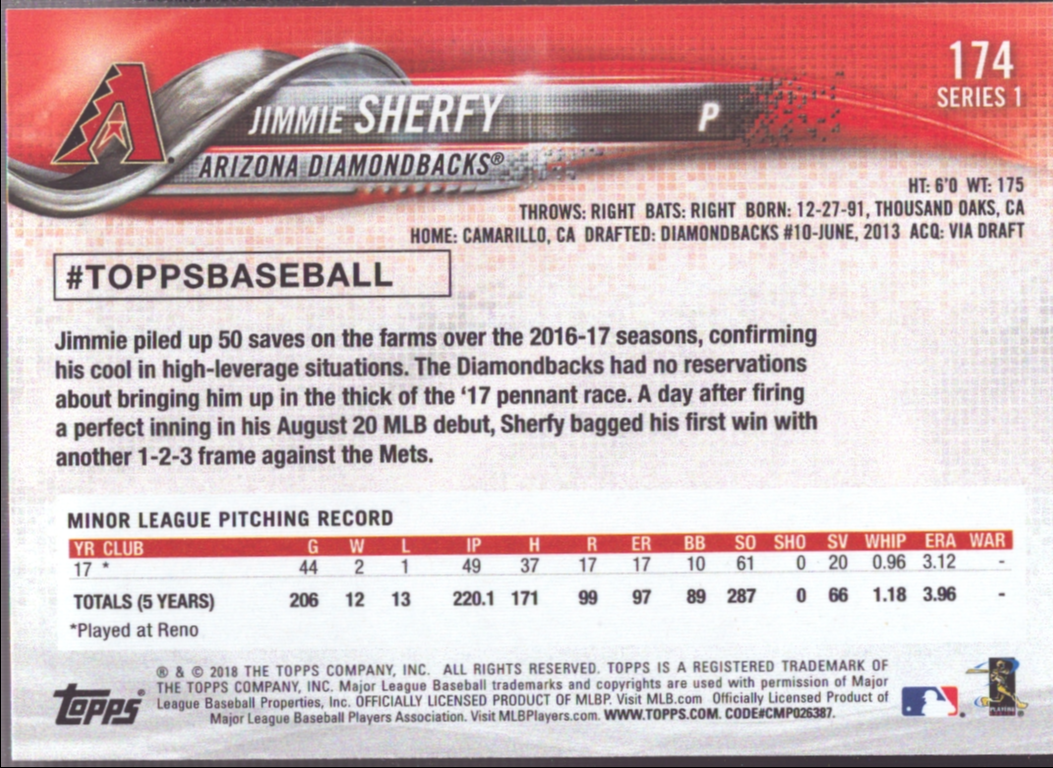 174
SERIES 1
JIMMIE SHERFY P
ARIZONA DIAMONDBACKS®
HT: 6'0 WT: 175
THROWS: RIGHT BATS: RIGHT BORN: 12-27-91, THOUSAND OAKS, CA
HOME: CAMARILLO, CA DRAFTED: DIAMONDBACKS #10-JUNE, 2013 ACQ: VIA DRAFT
#TOPPSBASEBALL
Jimmie piled up 50 saves on the farms over the 2016-17 seasons, confirming
his cool in high-leverage situations. The Diamondbacks had no reservations
about bringing him up in the thick of the ‘17 pennant race. A day after firing
a perfect inning in his August 20 MLB debut, Sherfy bagged his first win with
another 1-2-3 frame against the Mets.
MINOR LEAGUE PITCHING RECORD
YR CLUB G W L IP H R ER BB SO SHO SV WHIP ERA WAR
17 * 44 2 1 49 37 17 17 10 61 0 20 0.96 3.12 -
TOTALS (5 YEARS) 206 12 13 220.1 171 99 97 89 287 0 66 1.18 3.96 -
*Played at Reno
® & © 2018 THE TOPPS COMPANY, INC. ALL RIGHTS RESERVED. TOPPS IS A REGISTERED TRADEMARK OF
THE TOPPS COMPANY, INC. Major League Baseball trademarks and copyrights are used with permission of Major
League Baseball Properties, Inc. OFFICIALLY LICENSED PRODUCT OF MLBP. Visit MLB.com Officially Licensed Product of
Major League Baseball Players Association. Visit MLBPlayers.com. WWW.TOPPS.COM. CODE#CMP026387.
Topps®
PLAYERS